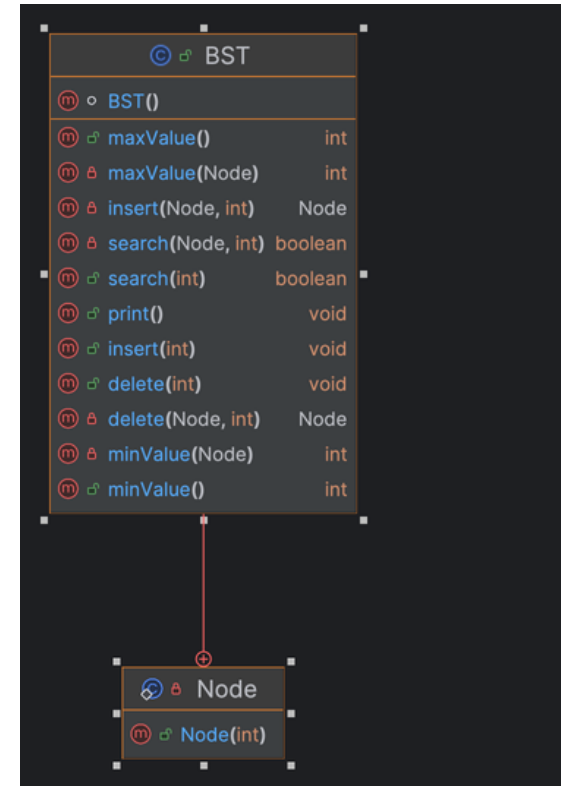 BST
BST()
maxValue() int
maxValue(Node) int
insert(Node, int) Node
search(Node, int) boolean
search(int) boolean
print() void
insert(int) void
delete(int) void
delete(Node, int) Node
minValue(Node) int
minValue() int
Node
Node(int)